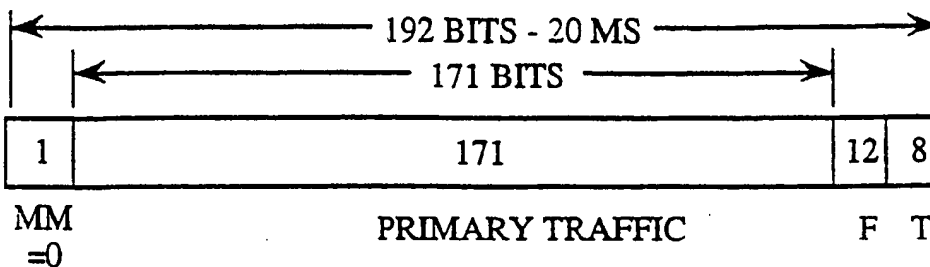 192 BITS - 20 MS
171 BITS
1 171 12 8
MM PRIMARY TRAFFIC F T
=0